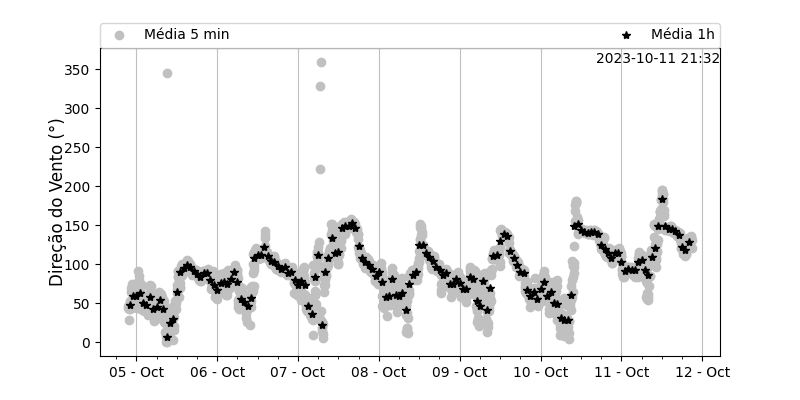 Média 5 min
Média 1h
2023-10-11 21:32
Direção do Vento (°)
350
300
250
200
150
100
50
0
05 - Oct
06 - Oct
07 - Oct
08 - Oct
09 - Oct
10 - Oct
11 - Oct
12 - Oct